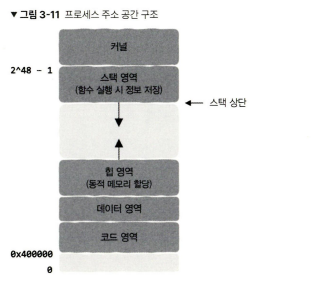 ▼ 그림 3-11 프로세스 주소 공간 구조
커널
2^48 - 1
스택 영역
(함수 실행 시 정보 저장)
스택 상단
힙 영역
(동적 메모리 할당)
데이터 영역
코드 영역
0x400000
0